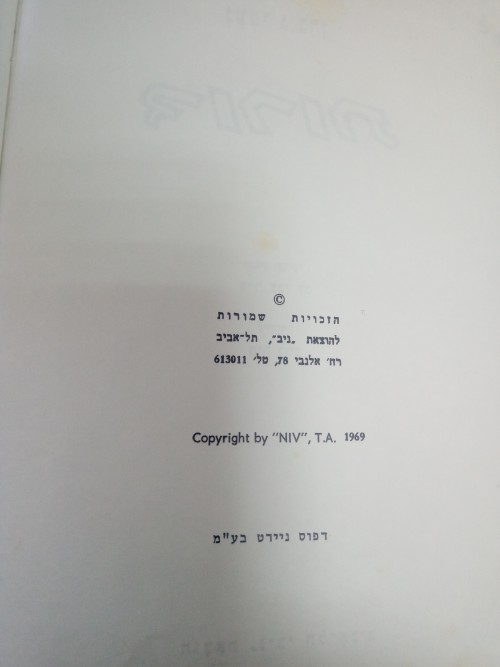 ©
הזכויות שמורות
להוצאת „ניב״, תל־אביב
רח׳ אלנבי 78, טל׳ 613011
Copyright by "NIV", T.A. 1969
דפוס ניידט בע"מ